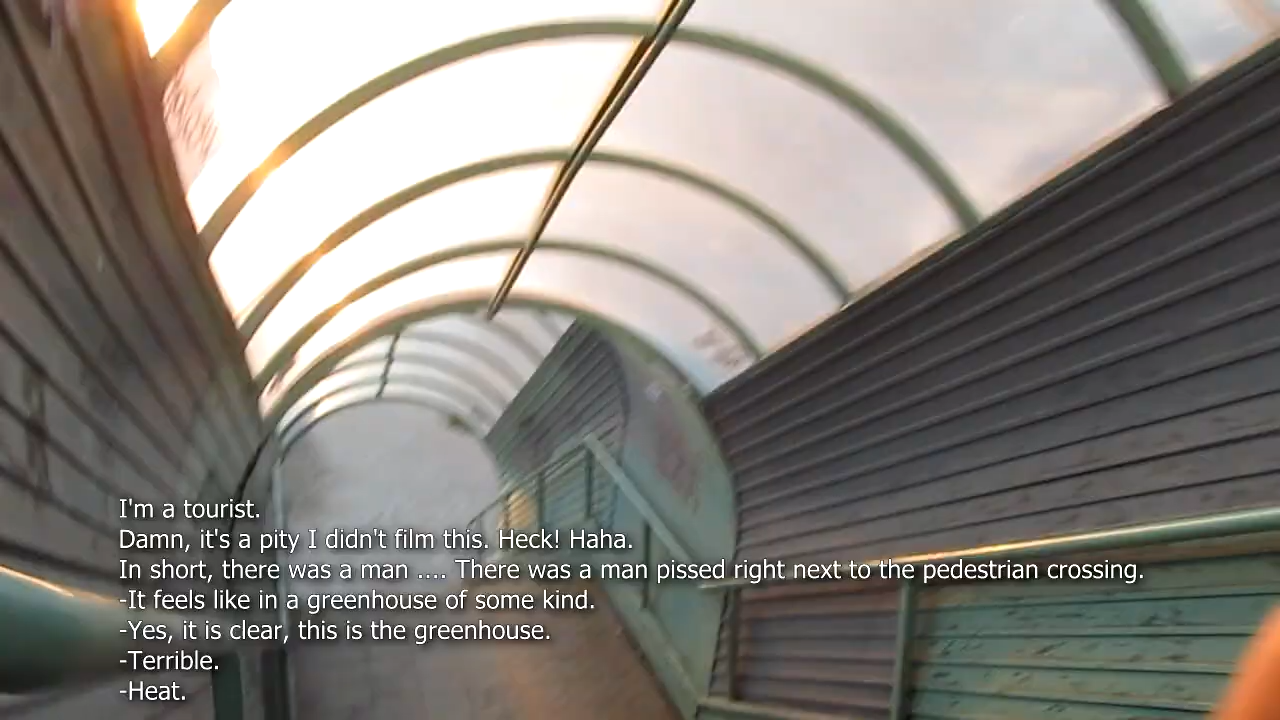 I'm a tourist.
Damn, it's a pity I didn't film this. Heck! Haha.
In short, there was a man .... There was a man pissed right next to the pedestrian crossing.
-It feels like in a greenhouse of some kind.
-Yes, it is clear, this is the greenhouse.
-Terrible.
-Heat.